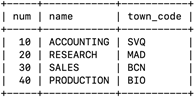 +-----+------------+-----------+
| num | name       | town_code |
+-----+------------+-----------+
|  10 | ACCOUNTING | SVQ       |
|  20 | RESEARCH   | MAD       |
|  30 | SALES      | BCN       |
|  40 | PRODUCTION | BIO       |
+-----+------------+-----------+